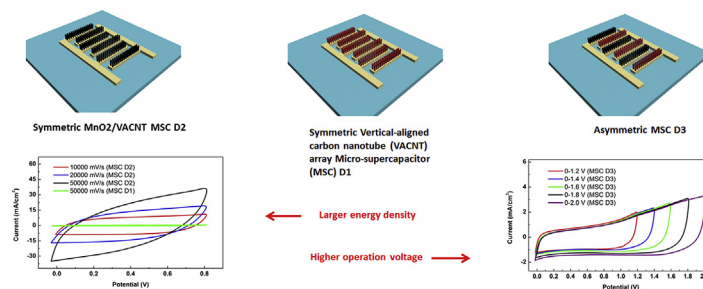 Symmetric MnO2/VACNT MSC D2
Symmetric Vertical-aligned
carbon nanotube (VACNT)
array Micro-supercapacitor
(MSC) D1
Asymmetric MSC D3
Current (mA/cm²)
60
45
30
15
0
-15
-30
10000 mV/s (MSC D2)
20000 mV/s (MSC D2)
50000 mV/s (MSC D2)
50000 mV/s (MSC D1)
0.0
0.2
0.4
0.6
0.8
1.0
Potential (V)
Larger energy density
Higher operation voltage
Current (mA/cm²)
6
4
2
0
-2
0-1.2 V (MSC D3)
0-1.4 V (MSC D3)
0-1.6 V (MSC D3)
0-1.8 V (MSC D3)
0-2.0 V (MSC D3)
0.0 0.2 0.4 0.6 0.8 1.0 1.2 1.4 1.6 1.8
Potential (V)